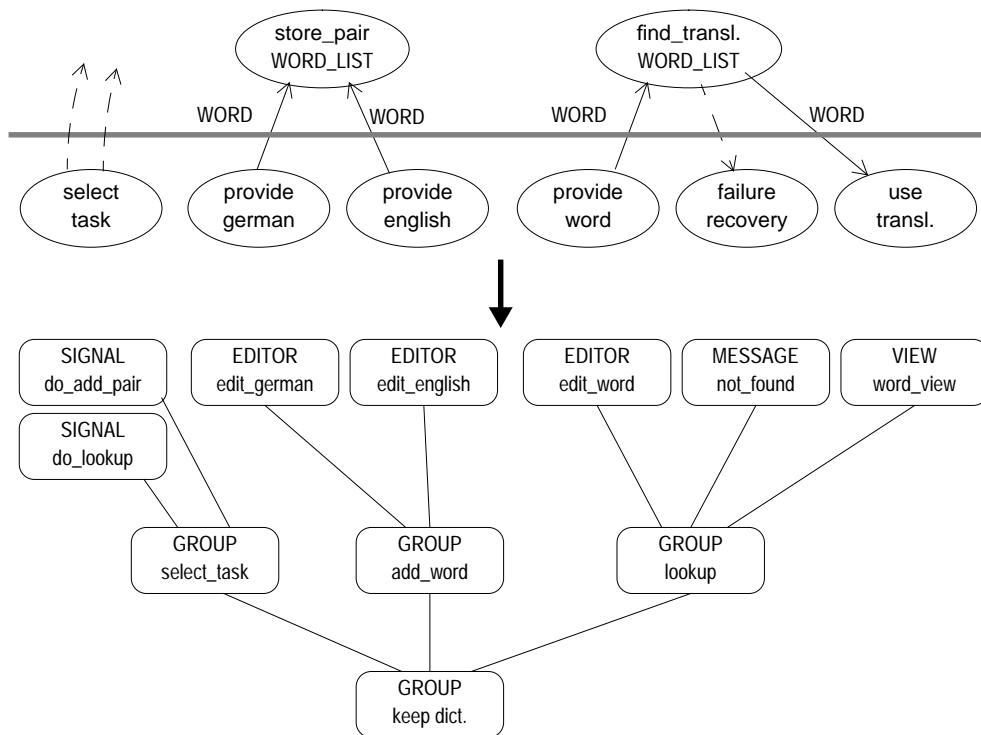 store_pair
WORD_LIST
find_transl.
WORD_LIST
WORD
WORD
WORD
WORD
select
task
provide
german
provide
english
provide
word
failure
recovery
use
transl.
SIGNAL
do_add_pair
EDITOR
edit_german
EDITOR
edit_english
EDITOR
edit_word
MESSAGE
not_found
VIEW
word_view
SIGNAL
do_lookup
GROUP
select_task
GROUP
add_word
GROUP
lookup
GROUP
keep dict.